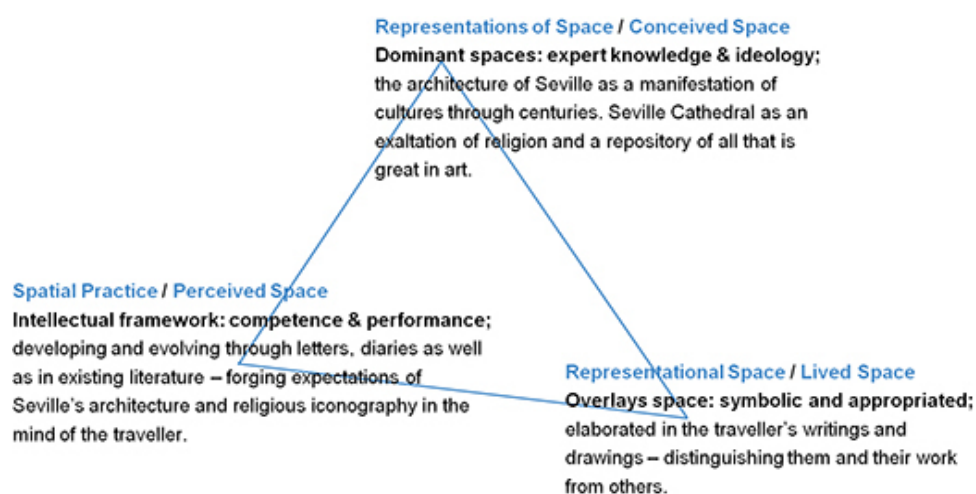 Representations of Space / Conceived Space
Dominant spaces: expert knowledge & ideology;
the architecture of Seville as a manifestation of
cultures through centuries. Seville Cathedral as an
exaltation of religion and a repository of all that is
great in art.
Spatial Practice / Perceived Space
Intellectual framework: competence & performance;
developing and evolving through letters, diaries as well
as in existing literature – forging expectations of
Seville's architecture and religious iconography in the
mind of the traveller.
Representational Space / Lived Space
Overlays space: symbolic and appropriated;
elaborated in the traveller's writings and
drawings – distinguishing them and their work
from others.